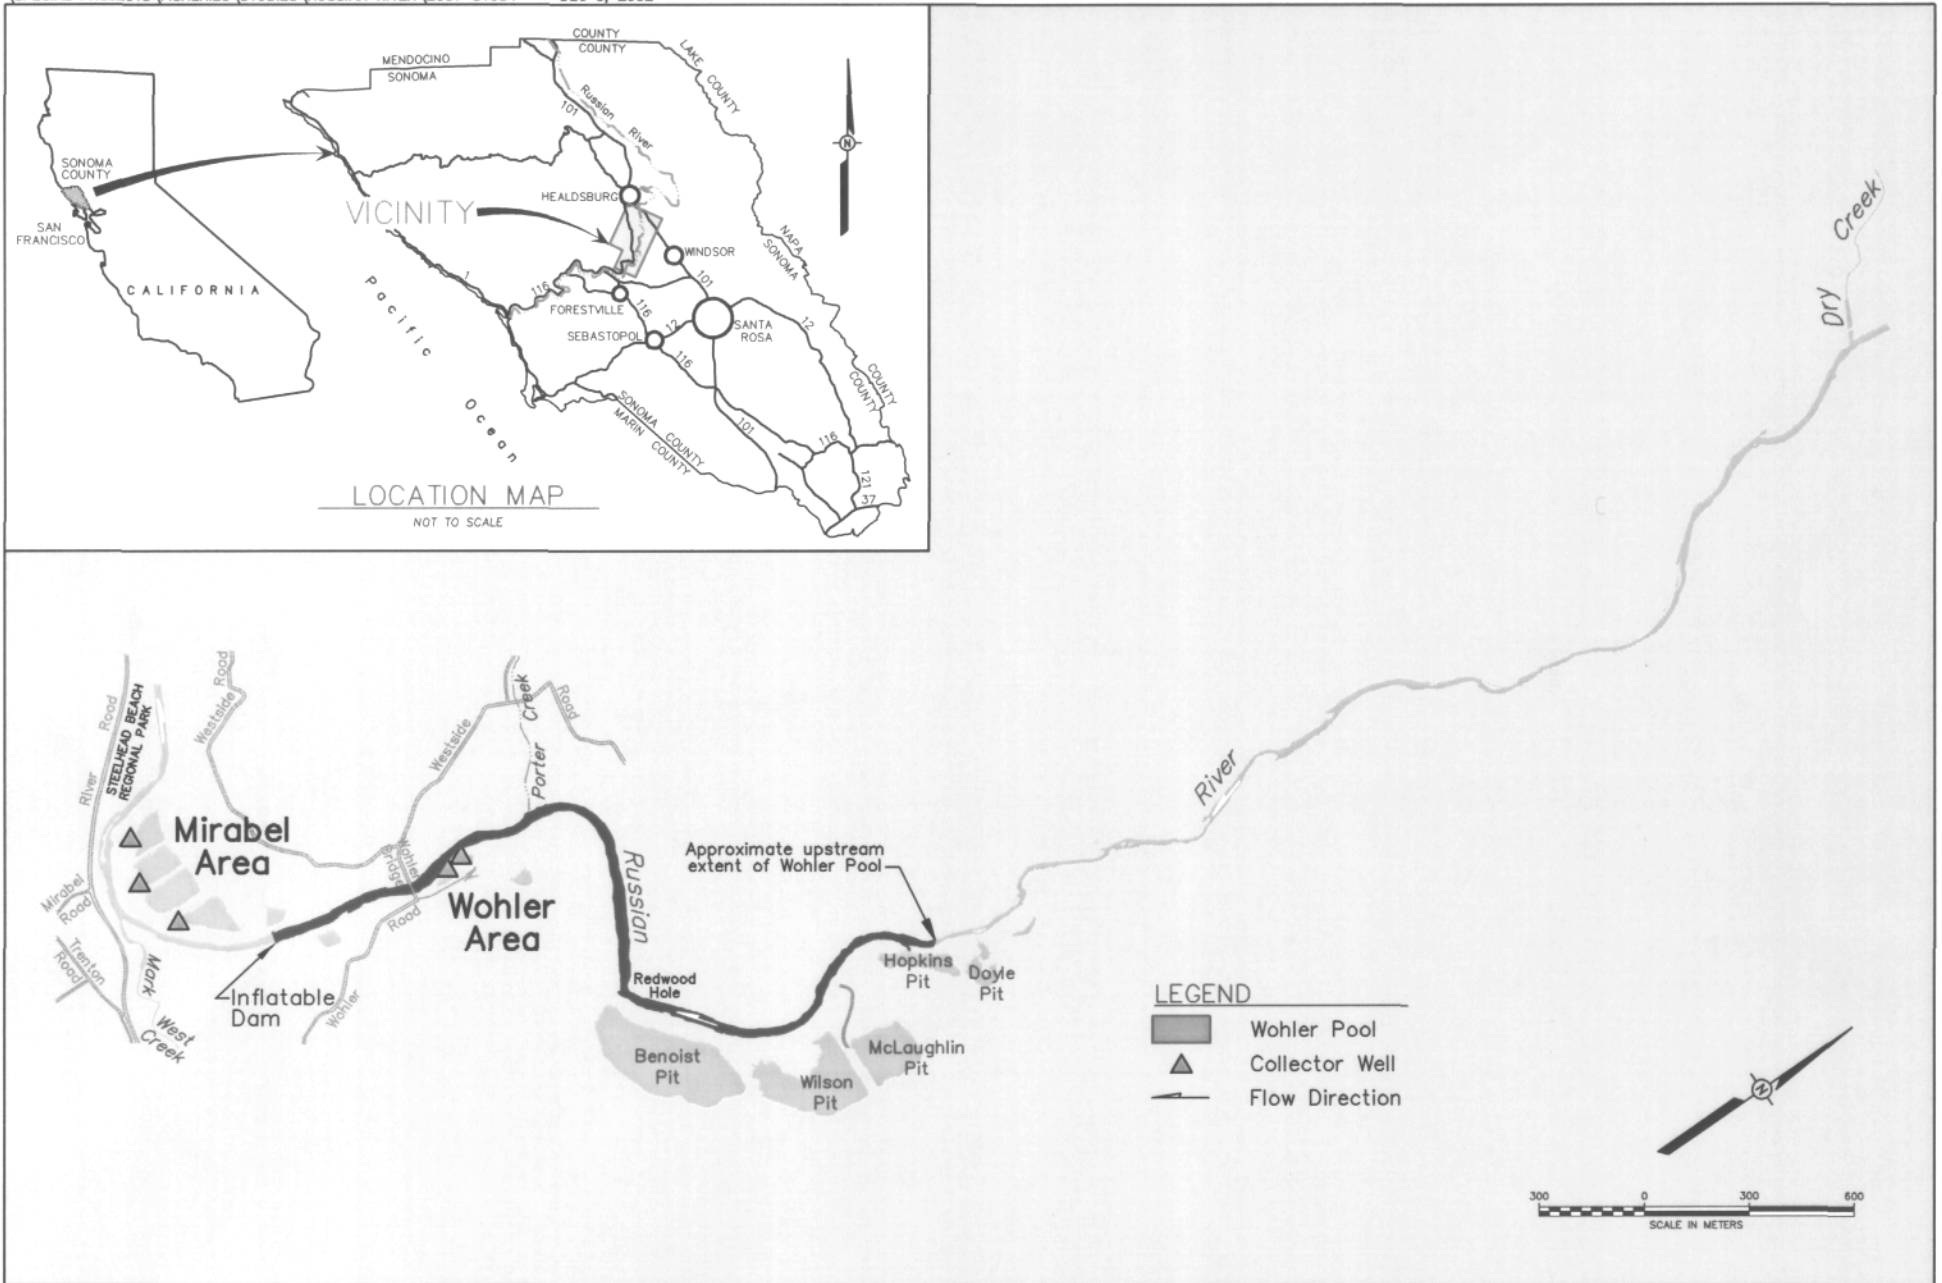 COUNTY
COUNTY
MENDOCINO
SONOMA
LAKE COUNTY
101
Russian
River
N
SONOMA
COUNTY
HEALDSBURG
VICINITY
SAN
FRANCISCO
NAPA
SONOMA
WINDSOR
101
CALIFORNIA
1
Pacific
Ocean
116
FORESTVILLE
116
12
SANTA
ROSA
12
SEBASTOPOL
116
COUNTY
COUNTY
SONOMA COUNTY
MARIN COUNTY
101
116
121
37
LOCATION MAP
NOT TO SCALE
Creek
Dry
River
Road
STEELHEAD BEACH
REGIONAL PARK
Westside
Road
Westside
Road
Porter
Creek
Mirabel
Area
Wohler
Bridge
Mirabel
Road
Wohler
Area
Road
Wohler
Trenton
Road
Mark
West
Creek
Inflatable
Dam
Russian
River
Approximate upstream
extent of Wohler Pool
Redwood
Hole
Hopkins
Pit
Doyle
Pit
Benoist
Pit
Wilson
Pit
McLaughlin
Pit
LEGEND
Wohler Pool
Collector Well
Flow Direction
N
300 0 300 600
SCALE IN METERS